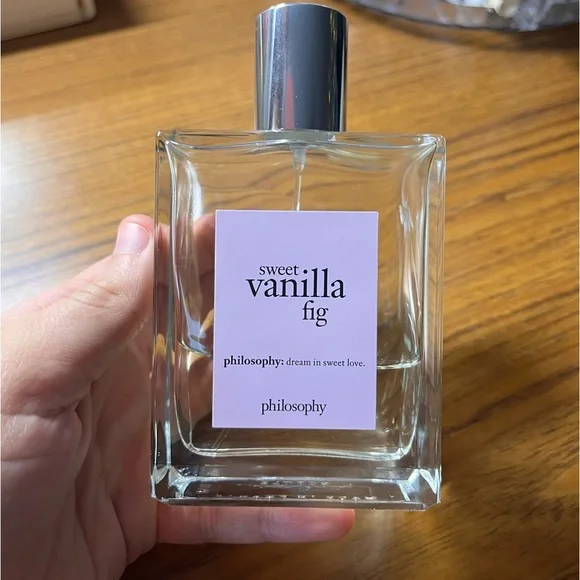 sweet
vanilla
fig
philosophy: dream in sweet love.
philosophy